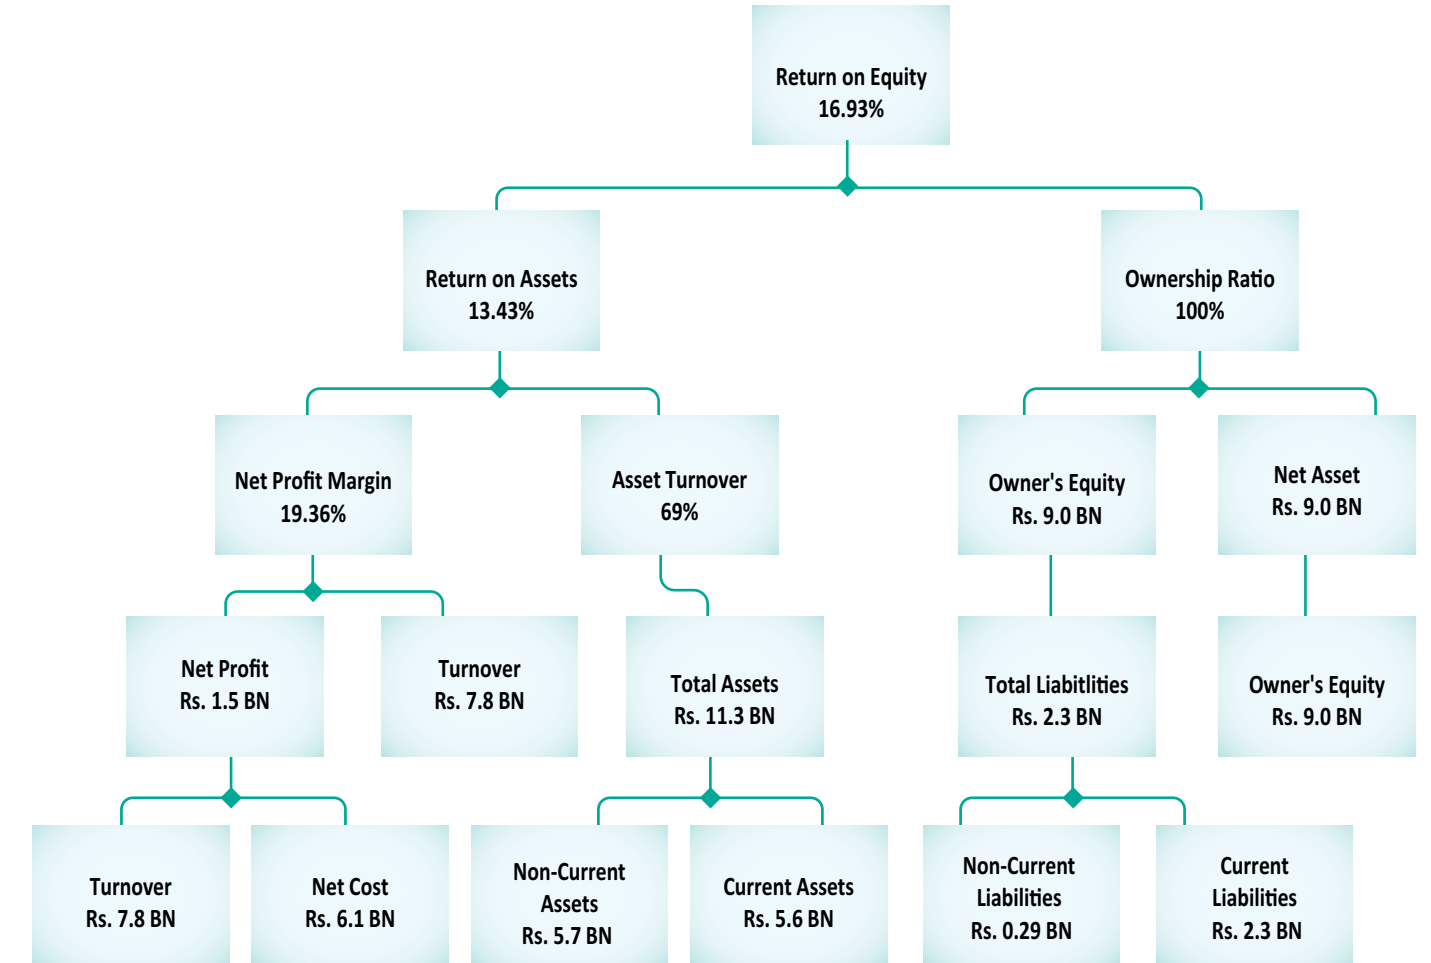 Return on Equity
16.93%
Return on Assets
13.43%
Ownership Ratio
100%
Net Profit Margin
19.36%
Asset Turnover
69%
Owner's Equity
Rs. 9.0 BN
Net Asset
Rs. 9.0 BN
Net Profit
Rs. 1.5 BN
Turnover
Rs. 7.8 BN
Total Assets
Rs. 11.3 BN
Total Liabitlities
Rs. 2.3 BN
Owner's Equity
Rs. 9.0 BN
Turnover
Rs. 7.8 BN
Net Cost
Rs. 6.1 BN
Non-Current
Assets
Rs. 5.7 BN
Current Assets
Rs. 5.6 BN
Non-Current
Liabilities
Rs. 0.29 BN
Current
Liabilities
Rs. 2.3 BN